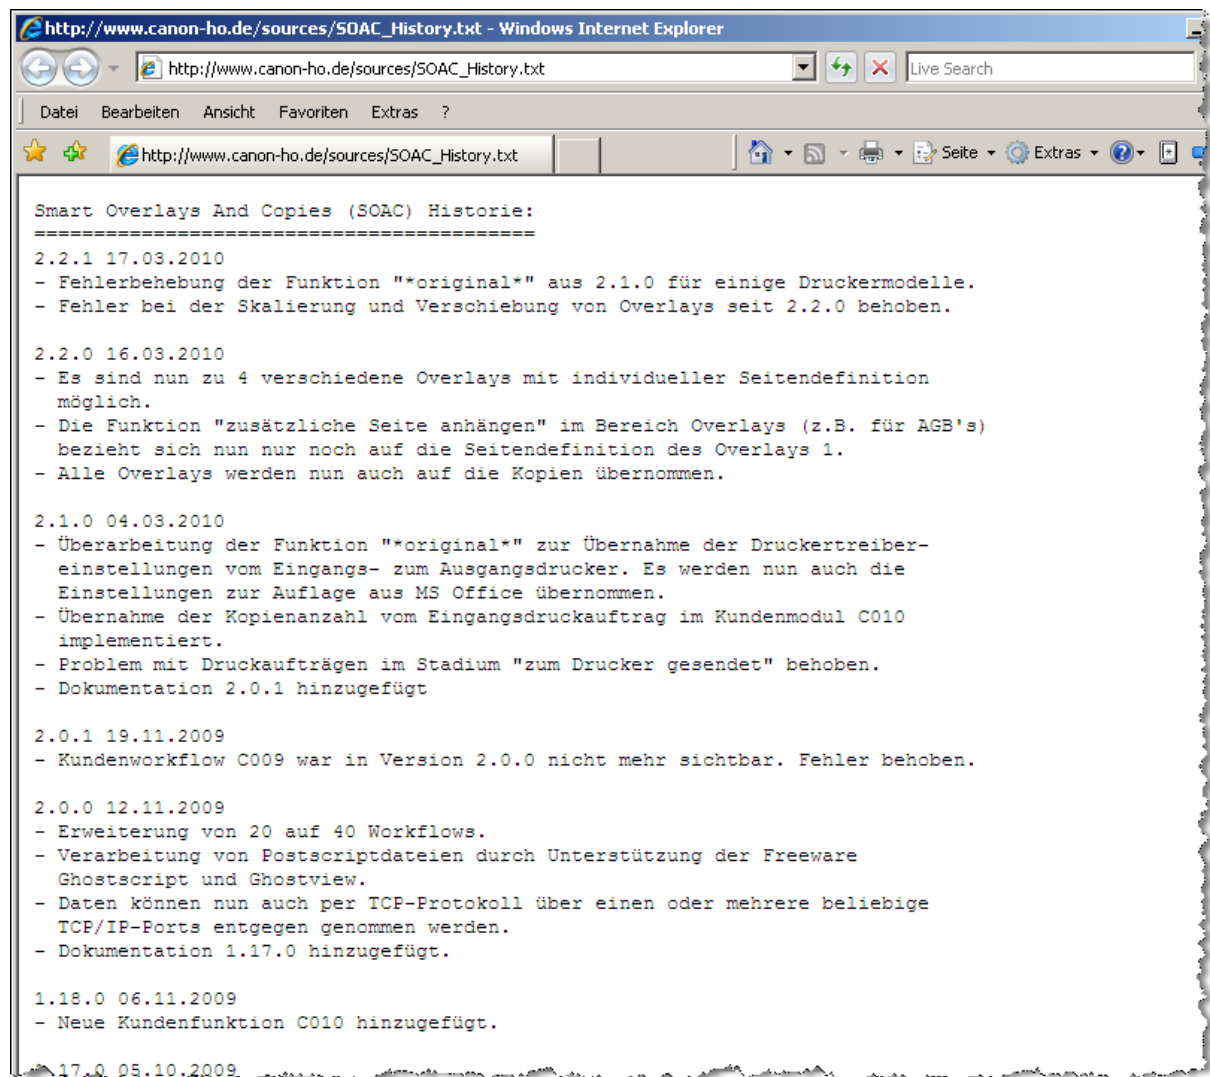 http://www.canon-ho.de/sources/SOAC_History.txt - Windows Internet Explorer
http://www.canon-ho.de/sources/SOAC_History.txt
Live Search
Datei Bearbeiten Ansicht Favoriten Extras ?
http://www.canon-ho.de/sources/SOAC_History.txt
Seite Extras
Smart Overlays And Copies (SOAC) Historie:
==========================================
2.2.1 17.03.2010
- Fehlerbehebung der Funktion "*original*" aus 2.1.0 für einige Druckermodelle.
- Fehler bei der Skalierung und Verschiebung von Overlays seit 2.2.0 behoben.
2.2.0 16.03.2010
- Es sind nun zu 4 verschiedene Overlays mit individueller Seitendefinition
möglich.
- Die Funktion "zusätzliche Seite anhängen" im Bereich Overlays (z.B. für AGB's)
bezieht sich nun nur noch auf die Seitendefinition des Overlays 1.
- Alle Overlays werden nun auch auf die Kopien übernommen.
2.1.0 04.03.2010
- Überarbeitung der Funktion "*original*" zur Übernahme der Druckertreiber-
einstellungen vom Eingangs- zum Ausgangsdrucker. Es werden nun auch die
Einstellungen zur Auflage aus MS Office übernommen.
- Übernahme der Kopienanzahl vom Eingangsdruckauftrag im Kundenmodul C010
implementiert.
- Problem mit Druckaufträgen im Stadium "zum Drucker gesendet" behoben.
- Dokumentation 2.0.1 hinzugefügt
2.0.1 19.11.2009
- Kundenworkflow C009 war in Version 2.0.0 nicht mehr sichtbar. Fehler behoben.
2.0.0 12.11.2009
- Erweiterung von 20 auf 40 Workflows.
- Verarbeitung von Postscriptdateien durch Unterstützung der Freeware
Ghostscript und Ghostview.
- Daten können nun auch per TCP-Protokoll über einen oder mehrere beliebige
TCP/IP-Ports entgegen genommen werden.
- Dokumentation 1.17.0 hinzugefügt.
1.18.0 06.11.2009
- Neue Kundenfunktion C010 hinzugefügt.
17.0 05.10.2009